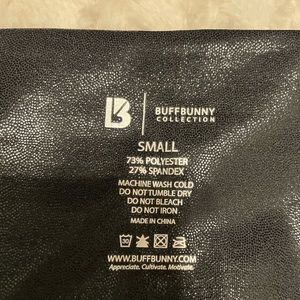 BUFFBUNNY
COLLECTION
SMALL
73% POLYESTER
27% SPANDEX
MACHINE WASH COLD
DO NOT TUMBLE DRY
DO NOT BLEACH
DO NOT IRON
MADE IN CHINA
30
WWW.BUFFBUNNY.COM
Appreciate. Cultivate. Motivate.